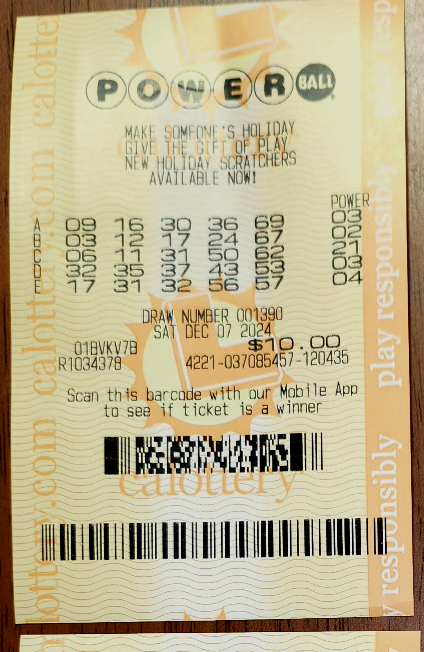 POWERBALL
MAKE SOMEONE'S HOLIDAY
GIVE THE GIFT OF PLAY
NEW HOLIDAY SCRATCHERS
AVAILABLE NOW!
POWER
A 09 16 30 36 69 03
B 03 12 17 24 67 02
C 06 11 31 50 62 21
D 32 35 37 43 53 03
E 17 31 32 56 57 04
DRAW NUMBER 001390
SAT DEC 07 2024
01BVKV7B $10.00
R1034378 4221-037085457-120435
Scan this barcode with our Mobile App
to see if ticket is a winner
calottery
calottery.com calottery.com calottery.com
play responsibly play responsibly